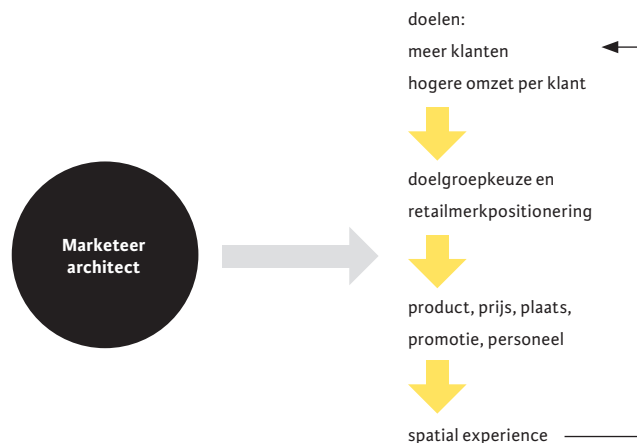 doelen:
meer klanten
hogere omzet per klant
doelgroepkeuze en
retailmerkpositionering
Marketeer
architect
product, prijs, plaats,
promotie, personeel
spatial experience